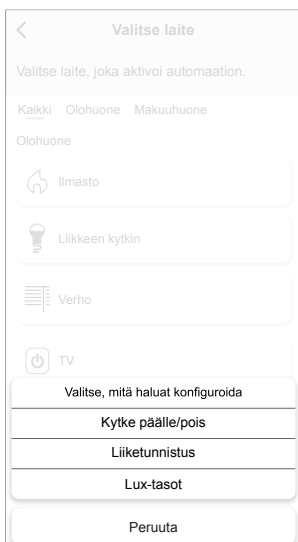 Valitse laite
Valitse laite, joka aktivoi automaation.
Kaikki Olohuone Makuuhuone
Olohuone
Ilmasto
Liikkeen kytkin
Verho
TV
Valitse, mitä haluat konfiguroida
Kytke päälle/pois
Liiketunnistus
Lux-tasot
Peruuta